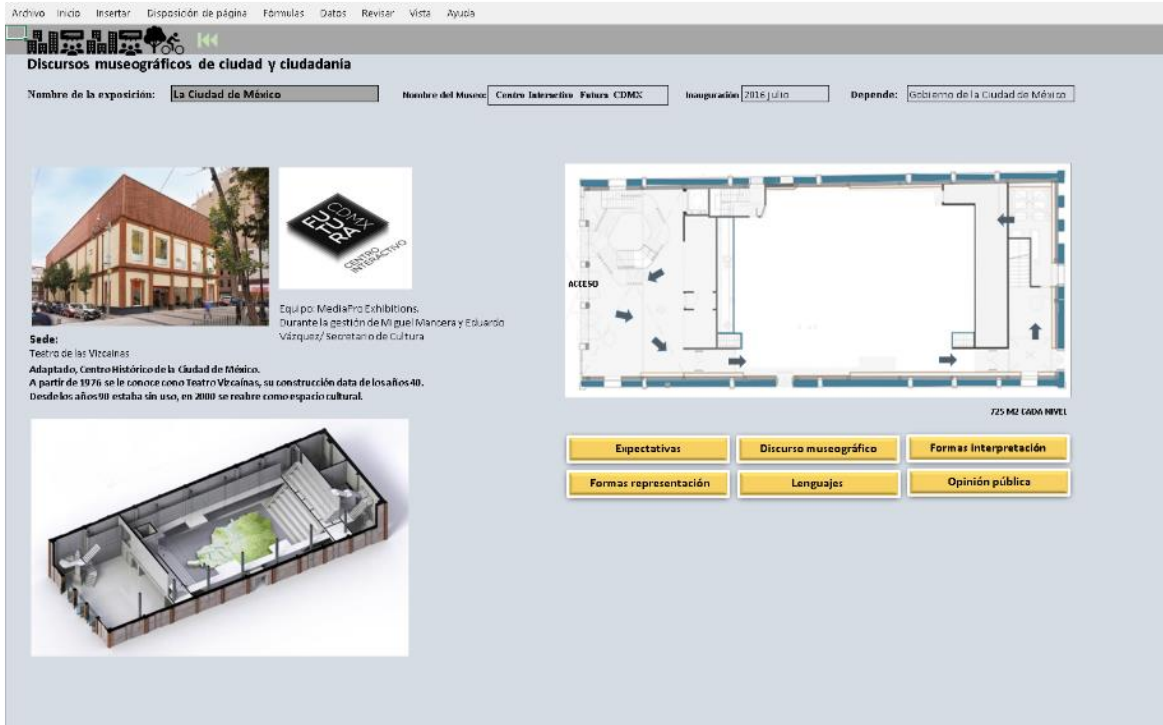 Archivo Inicio Insertar Disposición de página Fórmulas Datos Revisar Vista Ayuda
Discursos museográficos de ciudad y ciudadanía
Nombre de la exposición: La Ciudad de México Nombre del Museo: Centro Interactivo Futura CDMX Inauguración 2016 julio Depende: Gobierno de la Ciudad de México
FUTURA
CDMX
CENTRO
INTERACTIVO
Equipo: MediaPro Exhibitions.
Durante la gestión de Miguel Mancera y Eduardo
Vázquez/ Secretario de Cultura
Sede:
Teatro de las Vizcaínas
Adaptado, Centro Histórico de la Ciudad de México.
A partir de 1976 se le conoce cono Teatro Vizcaínas, su construcción data de los años 40.
Desde los años 90 estaba sin uso, en 2000 se reabre como espacio cultural.
ACCESO
725 M2 CADA NIVEL
Expectativas Discurso museográfico Formas interpretación
Formas representación Lenguajes Opinión pública